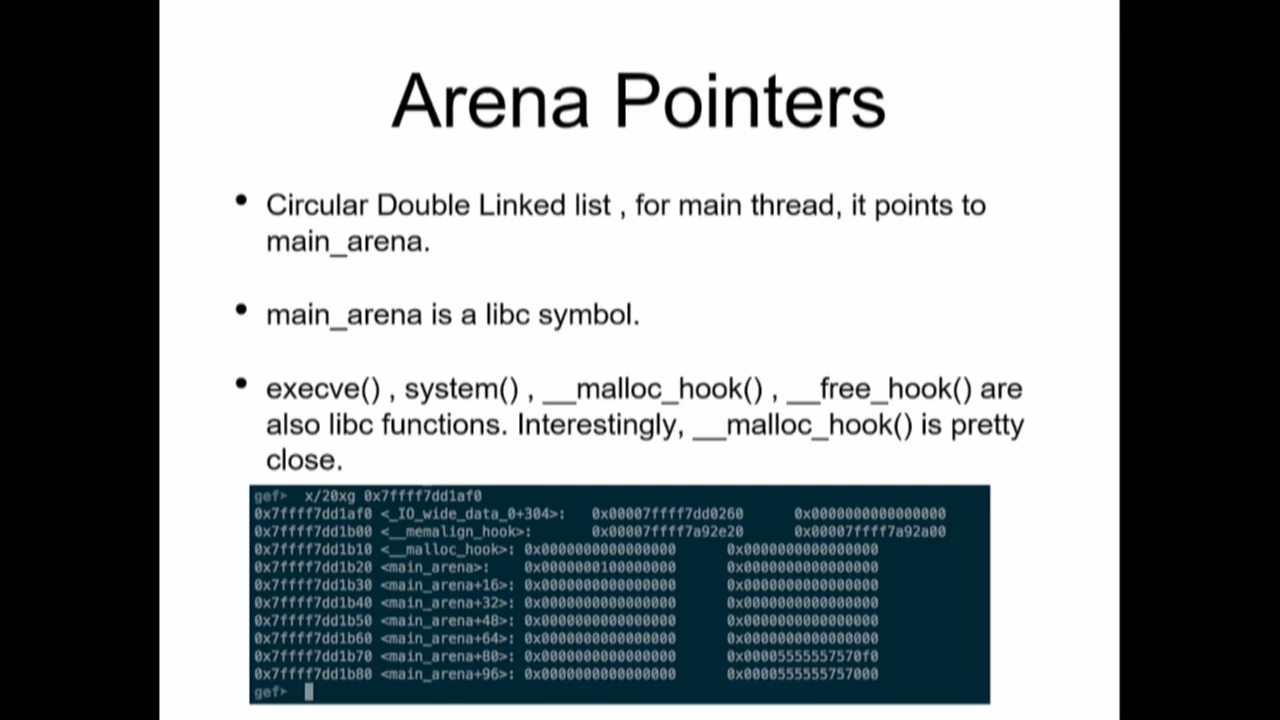 Arena Pointers
• Circular Double Linked list , for main thread, it points to
main_arena.
• main_arena is a libc symbol.
• execve() , system() , __malloc_hook() , __free_hook() are
also libc functions. Interestingly, __malloc_hook() is pretty
close.
gef➤ x/20xg 0x7ffff7dd1af0
0x7ffff7dd1af0 <_IO_wide_data_0+304>: 0x00007ffff7dd0260 0x0000000000000000
0x7ffff7dd1b00 <__memalign_hook>: 0x00007ffff7a92e20 0x00007ffff7a92a00
0x7ffff7dd1b10 <__malloc_hook>: 0x0000000000000000 0x0000000000000000
0x7ffff7dd1b20 <main_arena>: 0x0000000100000000 0x0000000000000000
0x7ffff7dd1b30 <main_arena+16>: 0x0000000000000000 0x0000000000000000
0x7ffff7dd1b40 <main_arena+32>: 0x0000000000000000 0x0000000000000000
0x7ffff7dd1b50 <main_arena+48>: 0x0000000000000000 0x0000000000000000
0x7ffff7dd1b60 <main_arena+64>: 0x0000000000000000 0x0000000000000000
0x7ffff7dd1b70 <main_arena+80>: 0x0000000000000000 0x00005555557570f0
0x7ffff7dd1b80 <main_arena+96>: 0x0000000000000000 0x0000555555757000
gef➤